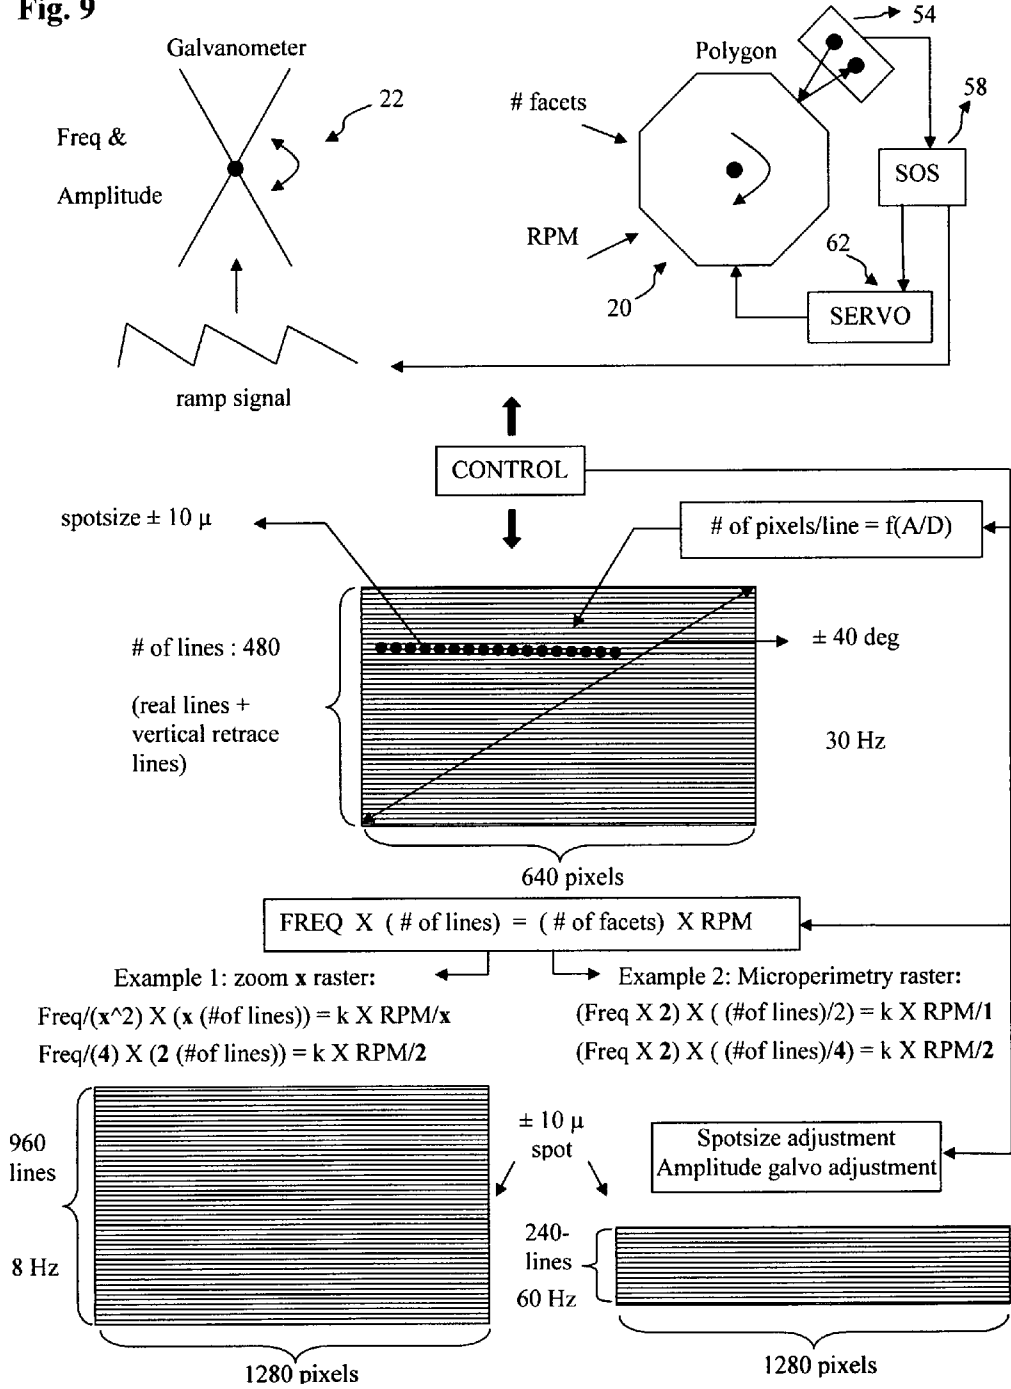 Fig. 9
Galvanometer
Freq &
Amplitude
22
ramp signal
Polygon
54
# facets
58
SOS
RPM
62
20
SERVO
CONTROL
spotsize ± 10 μ
# of pixels/line = f(A/D)
# of lines : 480
(real lines +
vertical retrace
lines)
± 40 deg
30 Hz
640 pixels
FREQ X ( # of lines) = ( # of facets) X RPM
Example 1: zoom x raster:
Freq/(x^2) X (x (#of lines)) = k X RPM/x
Freq/(4) X (2 (#of lines)) = k X RPM/2
Example 2: Microperimetry raster:
(Freq X 2) X ( (#of lines)/2) = k X RPM/1
(Freq X 2) X ( (#of lines)/4) = k X RPM/2
960
lines
8 Hz
1280 pixels
± 10 μ
spot
Spotsize adjustment
Amplitude galvo adjustment
240-
lines
60 Hz
1280 pixels